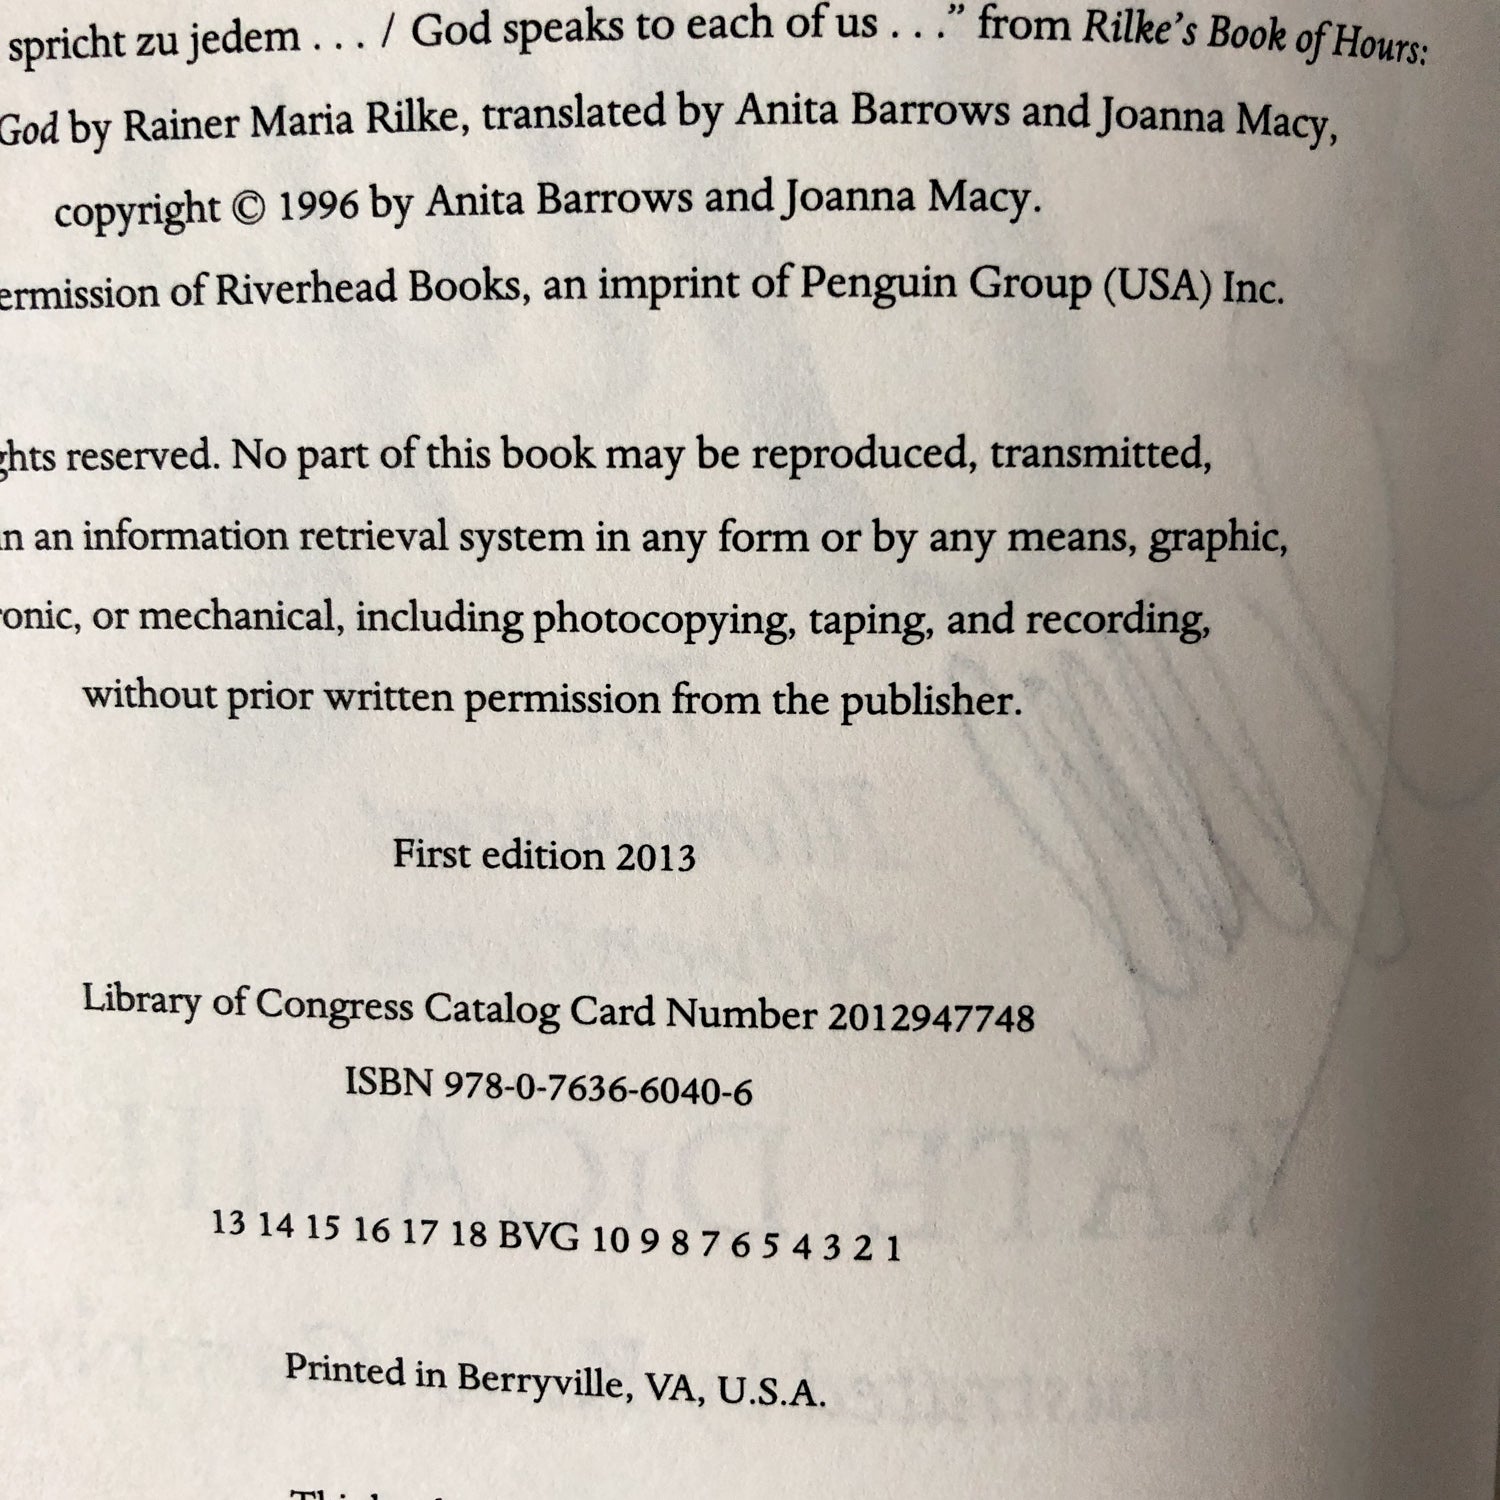 spricht zu jedem . . . / God speaks to each of us . . .” from Rilke’s Book of Hours:
God by Rainer Maria Rilke, translated by Anita Barrows and Joanna Macy,
copyright © 1996 by Anita Barrows and Joanna Macy.
ermission of Riverhead Books, an imprint of Penguin Group (USA) Inc.
ghts reserved. No part of this book may be reproduced, transmitted,
in an information retrieval system in any form or by any means, graphic,
ronic, or mechanical, including photocopying, taping, and recording,
without prior written permission from the publisher.
First edition 2013
Library of Congress Catalog Card Number 2012947748
ISBN 978-0-7636-6040-6
13 14 15 16 17 18 BVG 10 9 8 7 6 5 4 3 2 1
Printed in Berryville, VA, U.S.A.